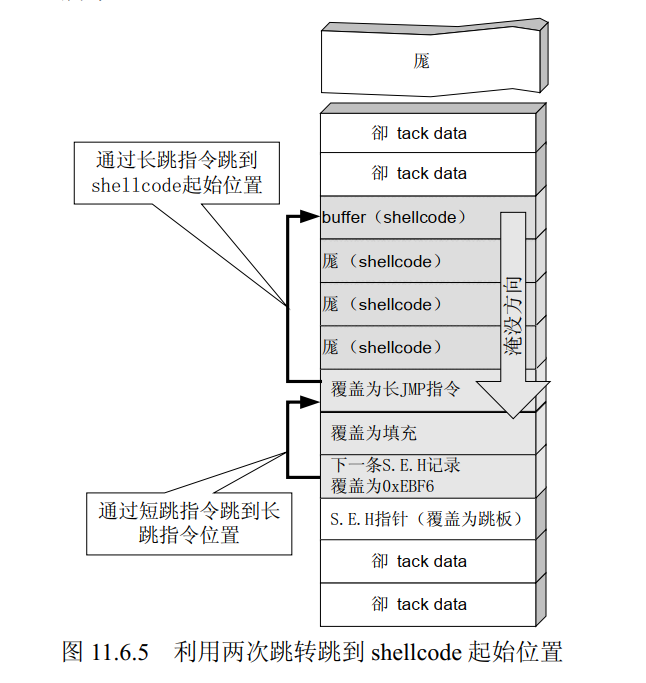 厖
卻 tack data
卻 tack data
通过长跳指令跳到
shellcode起始位置
buffer（shellcode）
厖（shellcode）
厖（shellcode）
厖（shellcode）
淹没方向
覆盖为长JMP指令
覆盖为填充
下一条S.E.H记录
覆盖为0xEBF6
通过短跳指令跳到长
跳指令位置
S.E.H指针（覆盖为跳板）
卻 tack data
卻 tack data
图 11.6.5 利用两次跳转跳到 shellcode 起始位置